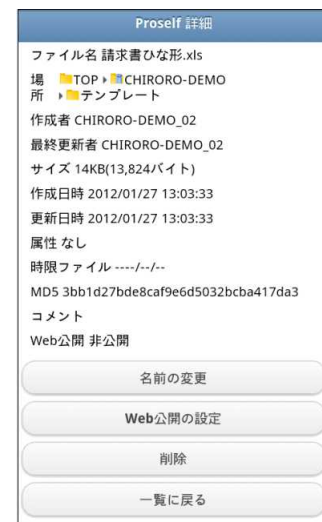 Proself 詳細
ファイル名 請求書ひな形.xls
場所 TOP ▸ CHIRORO-DEMO
▸ テンプレート
作成者 CHIRORO-DEMO_02
最終更新者 CHIRORO-DEMO_02
サイズ 14KB(13,824バイト)
作成日時 2012/01/27 13:03:33
更新日時 2012/01/27 13:03:33
属性 なし
時限ファイル ----/--/--
MD5 3bb1d27bde8caf9e6d5032bcba417da3
コメント
Web公開 非公開
名前の変更
Web公開の設定
削除
一覧に戻る